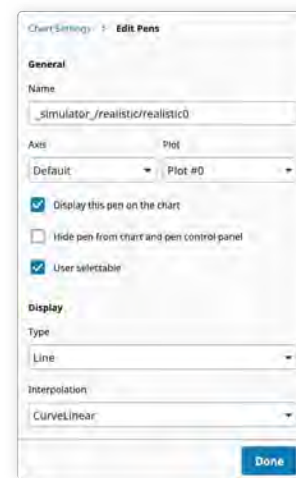 Chart Settings > Edit Pens
General
Name
_simulator_/realistic/realistic0
Axis Plot
Default Plot #0
Display this pen on the chart
Hide pen from chart and pen control panel
User selectable
Display
Type
Line
Interpolation
CurveLinear
Done